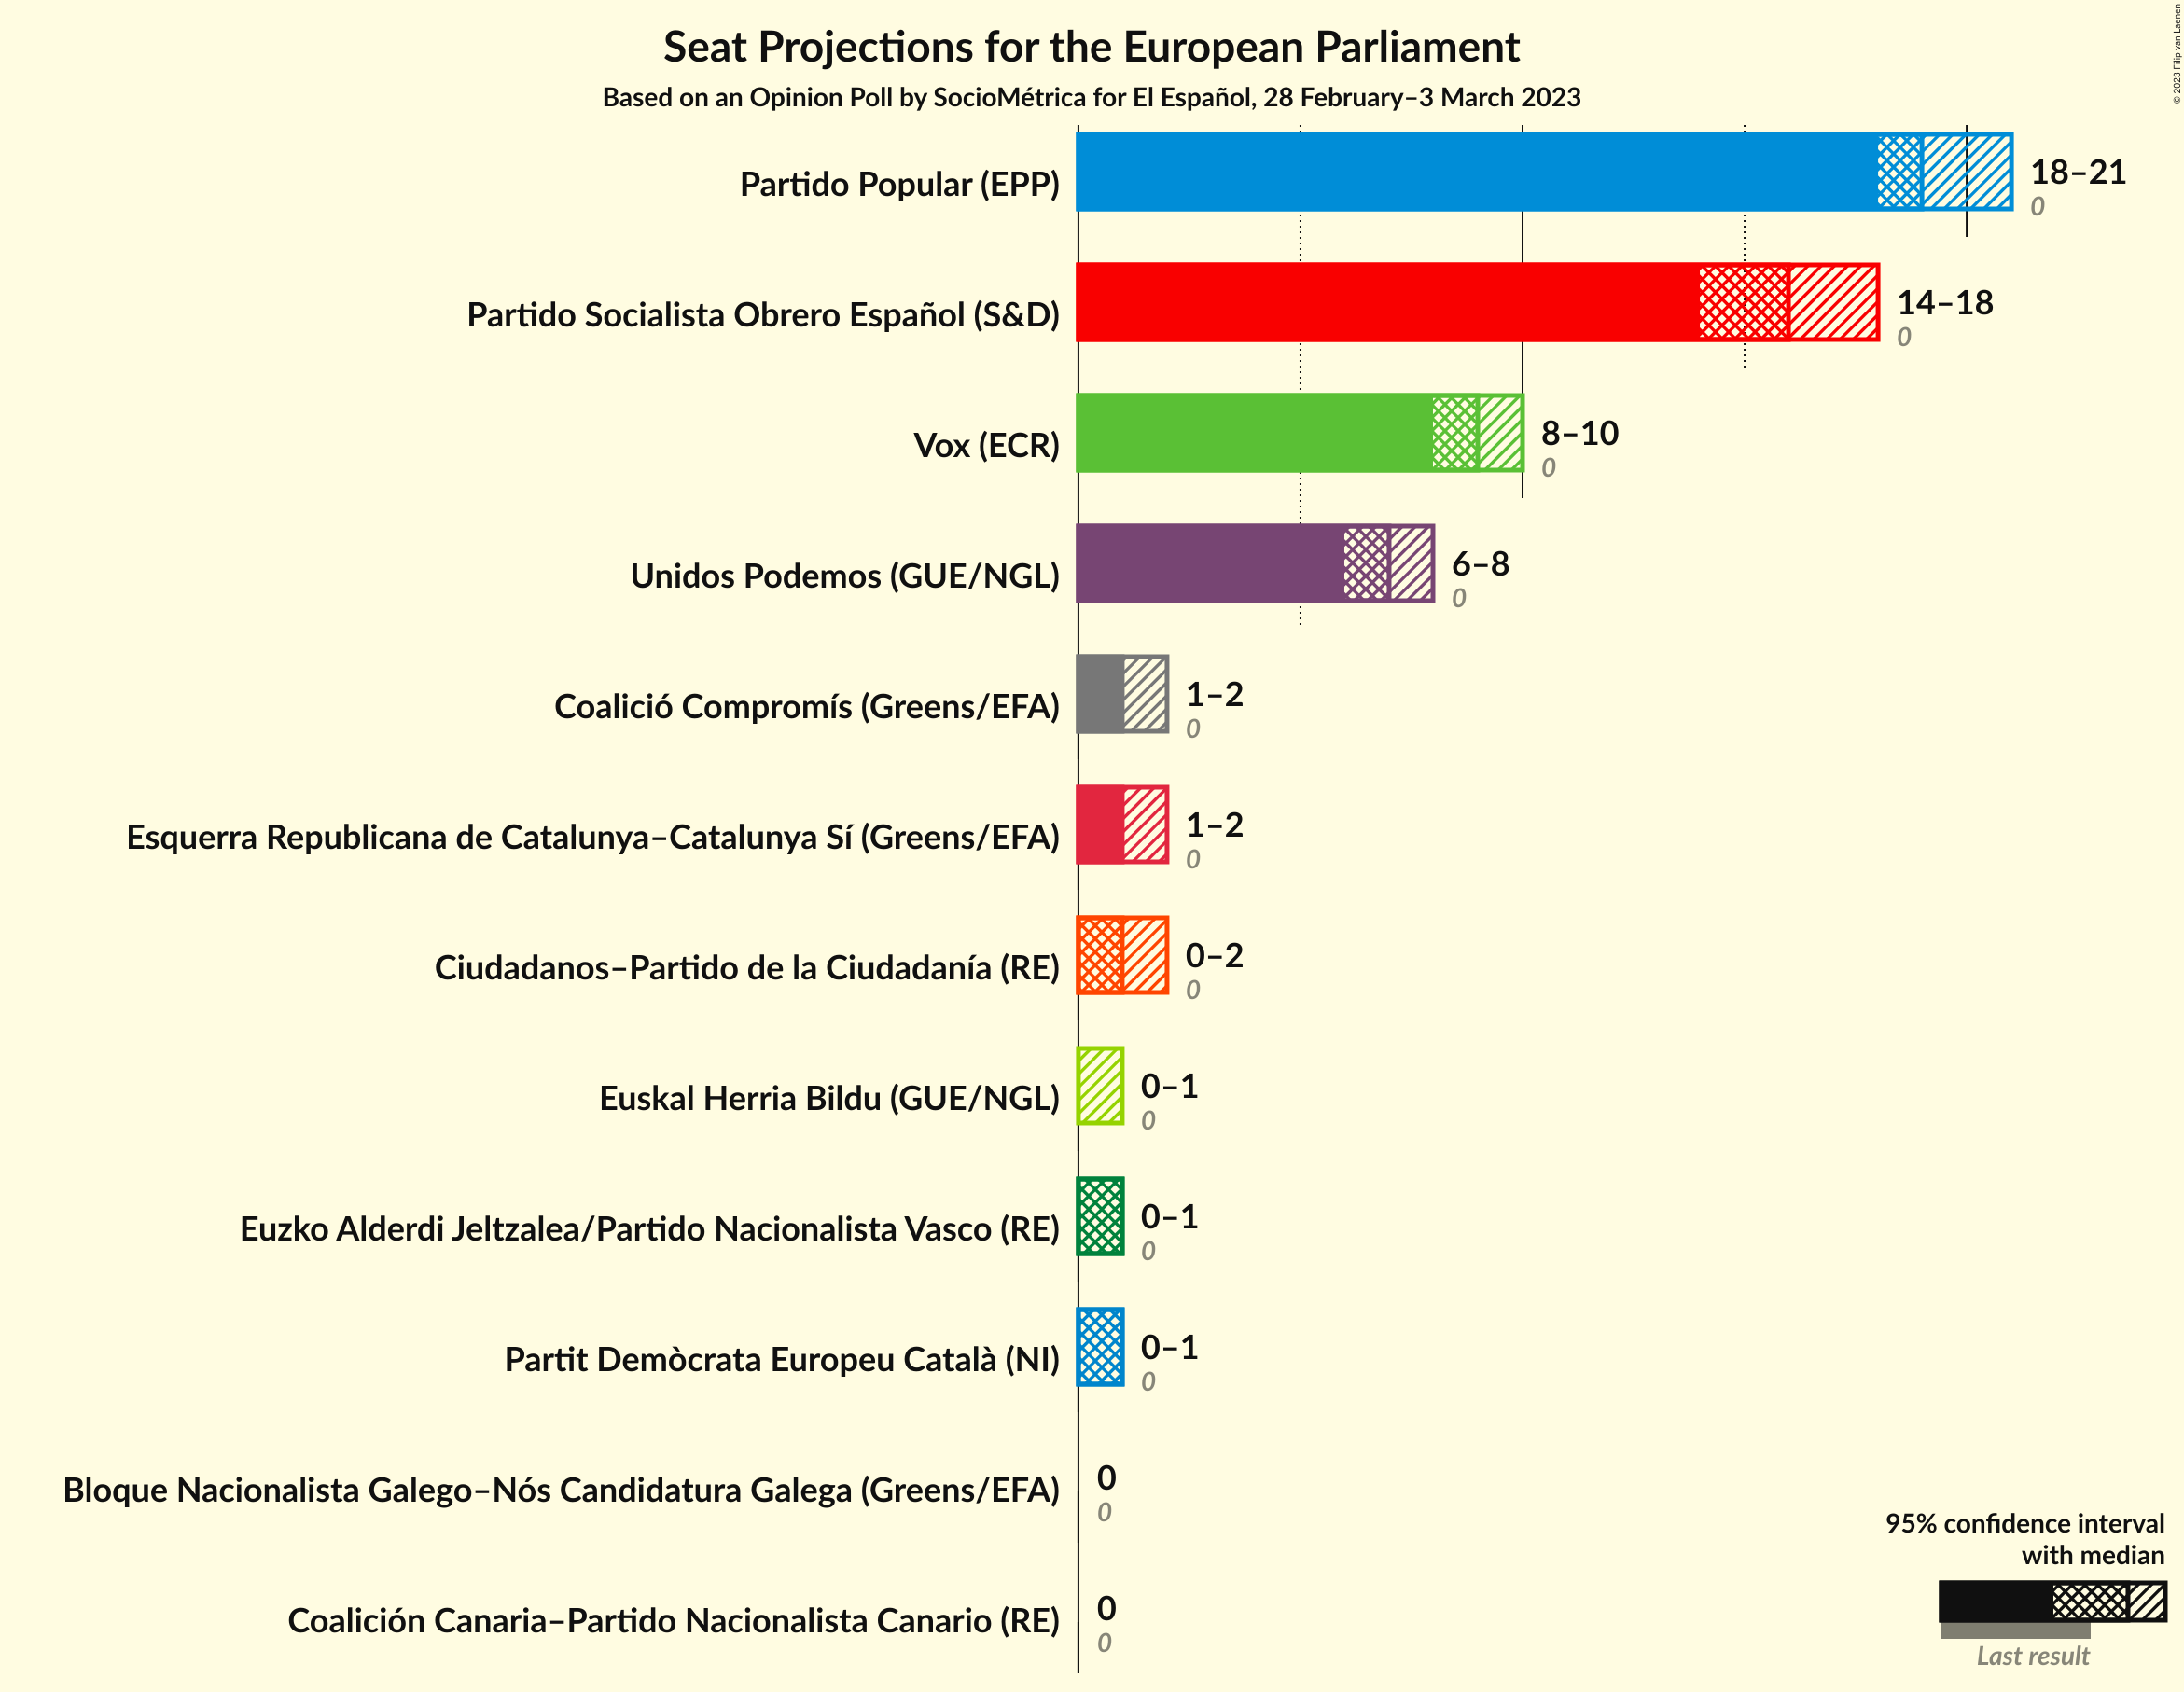 Seat Projections for the European Parliament
Based on an Opinion Poll by SocioMétrica for El Español, 28 February–3 March 2023
© 2023 Filip van Laenen
Partido Popular (EPP)
18–21
0
Partido Socialista Obrero Español (S&D)
14–18
0
Vox (ECR)
8–10
0
Unidos Podemos (GUE/NGL)
6–8
0
Coalició Compromís (Greens/EFA)
1–2
0
Esquerra Republicana de Catalunya–Catalunya Sí (Greens/EFA)
1–2
0
Ciudadanos–Partido de la Ciudadanía (RE)
0–2
0
Euskal Herria Bildu (GUE/NGL)
0–1
0
Euzko Alderdi Jeltzalea/Partido Nacionalista Vasco (RE)
0–1
0
Partit Demòcrata Europeu Català (NI)
0–1
0
Bloque Nacionalista Galego–Nós Candidatura Galega (Greens/EFA)
0
0
Coalición Canaria–Partido Nacionalista Canario (RE)
0
0
95% confidence interval
with median
Last result